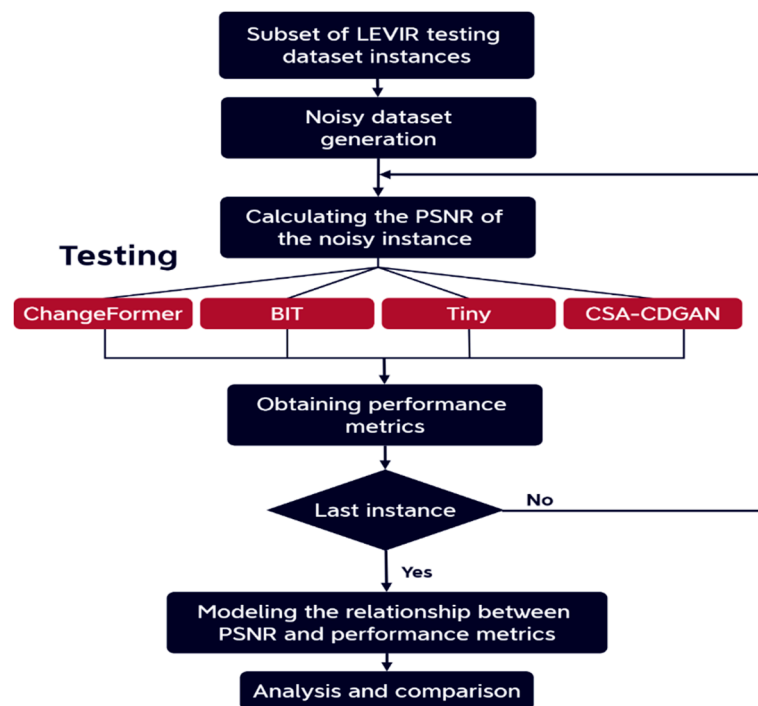 Subset of LEVIR testing
dataset instances
Noisy dataset
generation
Calculating the PSNR of
the noisy instance
Testing
ChangeFormer
BIT
Tiny
CSA-CDGAN
Obtaining performance
metrics
Last instance
No
Yes
Modeling the relationship between
PSNR and performance metrics
Analysis and comparison